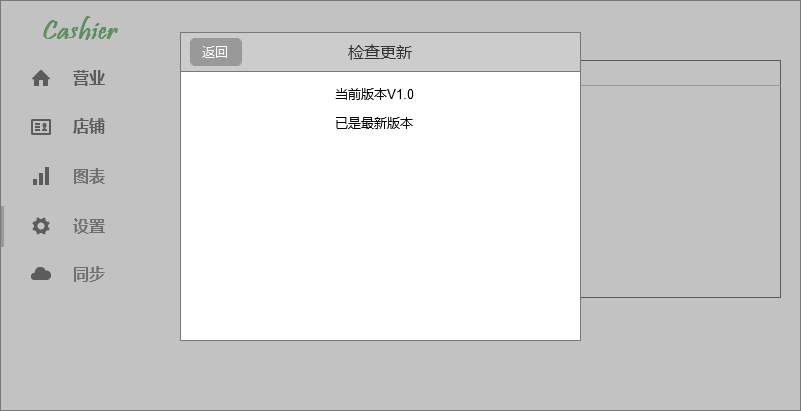 Cashier
营业
店铺
图表
设置
同步
返回
检查更新
当前版本V1.0
已是最新版本